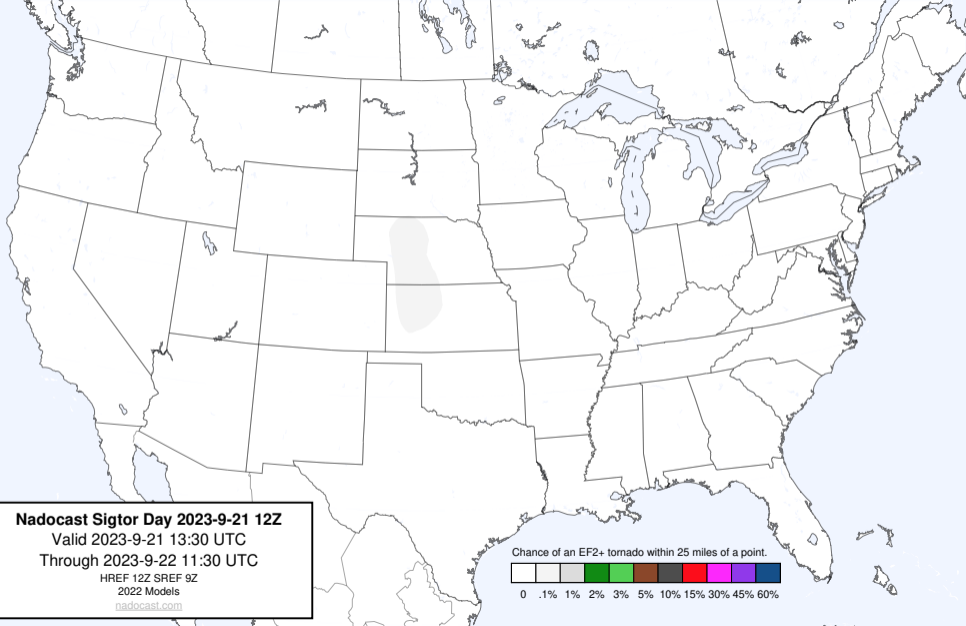 Nadocast Sigtor Day 2023-9-21 12Z
Valid 2023-9-21 13:30 UTC
Through 2023-9-22 11:30 UTC
HREF 12Z SREF 9Z
2022 Models
nadocast.com
Chance of an EF2+ tornado within 25 miles of a point.
0 .1% 1% 2% 3% 5% 10% 15% 30% 45% 60%